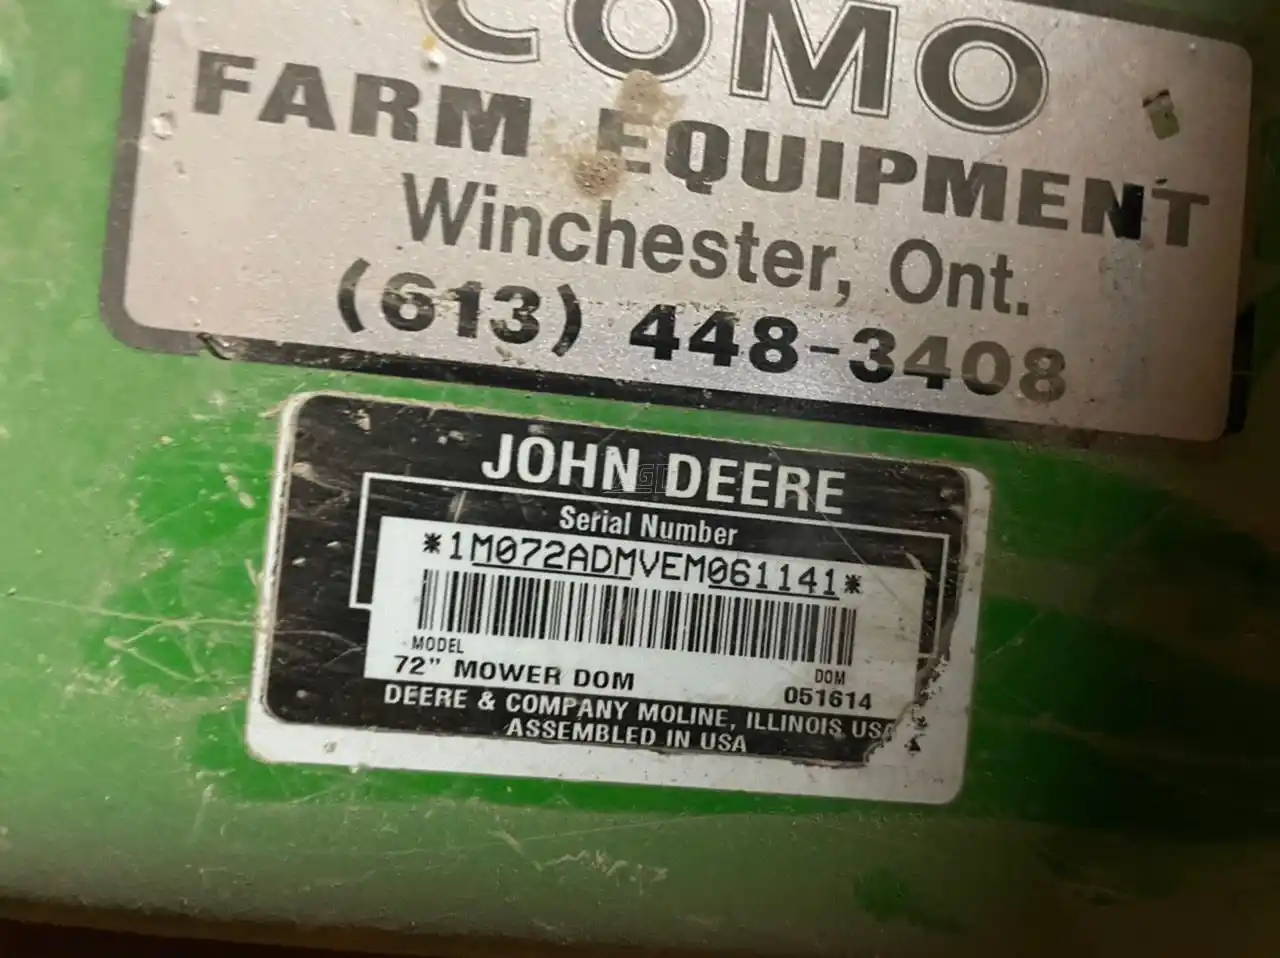 COMO
FARM EQUIPMENT
Winchester, Ont.
(613) 448-3408
JOHN DEERE
Serial Number
*1M072ADMVEM061141*
MODEL
72" MOWER DOM
DOM
051614
DEERE & COMPANY MOLINE, ILLINOIS USA
ASSEMBLED IN USA